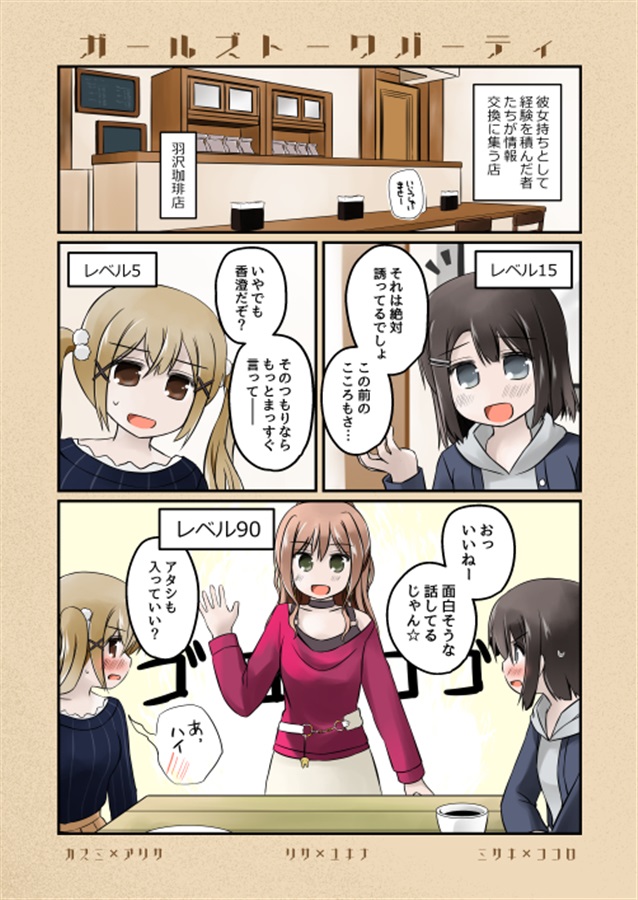 ガールズトークパーティ
彼女持ちとして
経験を積んだ者
たちが情報
交換に集う店
羽沢珈琲店
いらっしゃい
ませー
レベル15
それは絶対
誘ってるでしょ
この前の
こころもさ…
レベル5
いやでも
香澄だぞ？
そのつもりなら
もっとまっすぐ
言って──
レベル90
おっ
いいねー
面白そうな
話してる
じゃん☆
アタシも
入っていい？
ゴゴゴゴ
あ、
ハイ
カスミ×アリサ
リサ×ユキナ
ミサキ×ココロ